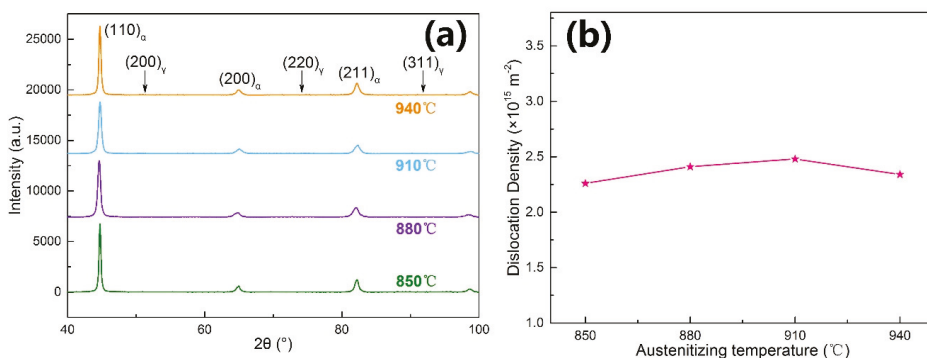 (a)
25000
20000
15000
10000
5000
0
Intensity (a.u.)
(110)α
(200)γ
(200)α
(220)γ
(211)α
(311)γ
940℃
910℃
880℃
850℃
40
60
80
100
2θ (°)
(b)
3.5
3.0
2.5
2.0
1.5
1.0
Dislocation Density (×10¹⁵ m⁻²)
850
880
910
940
Austenitizing temperature (℃)